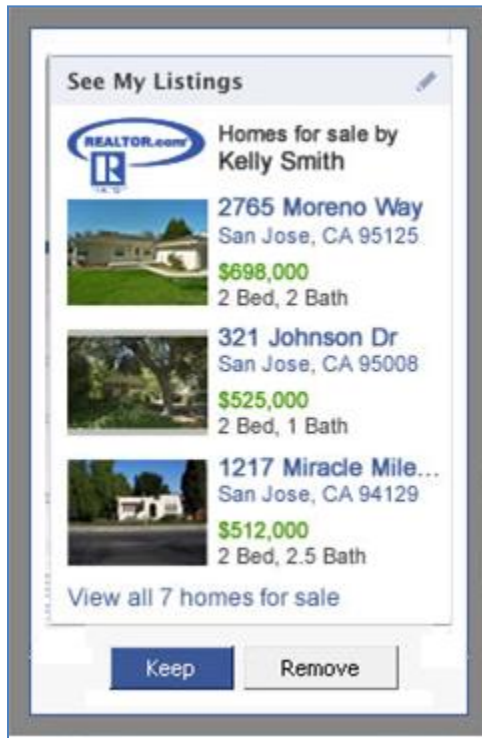 See My Listings
REALTOR.com
Homes for sale by
Kelly Smith
2765 Moreno Way
San Jose, CA 95125
$698,000
2 Bed, 2 Bath
321 Johnson Dr
San Jose, CA 95008
$525,000
2 Bed, 1 Bath
1217 Miracle Mile...
San Jose, CA 94129
$512,000
2 Bed, 2.5 Bath
View all 7 homes for sale
Keep
Remove